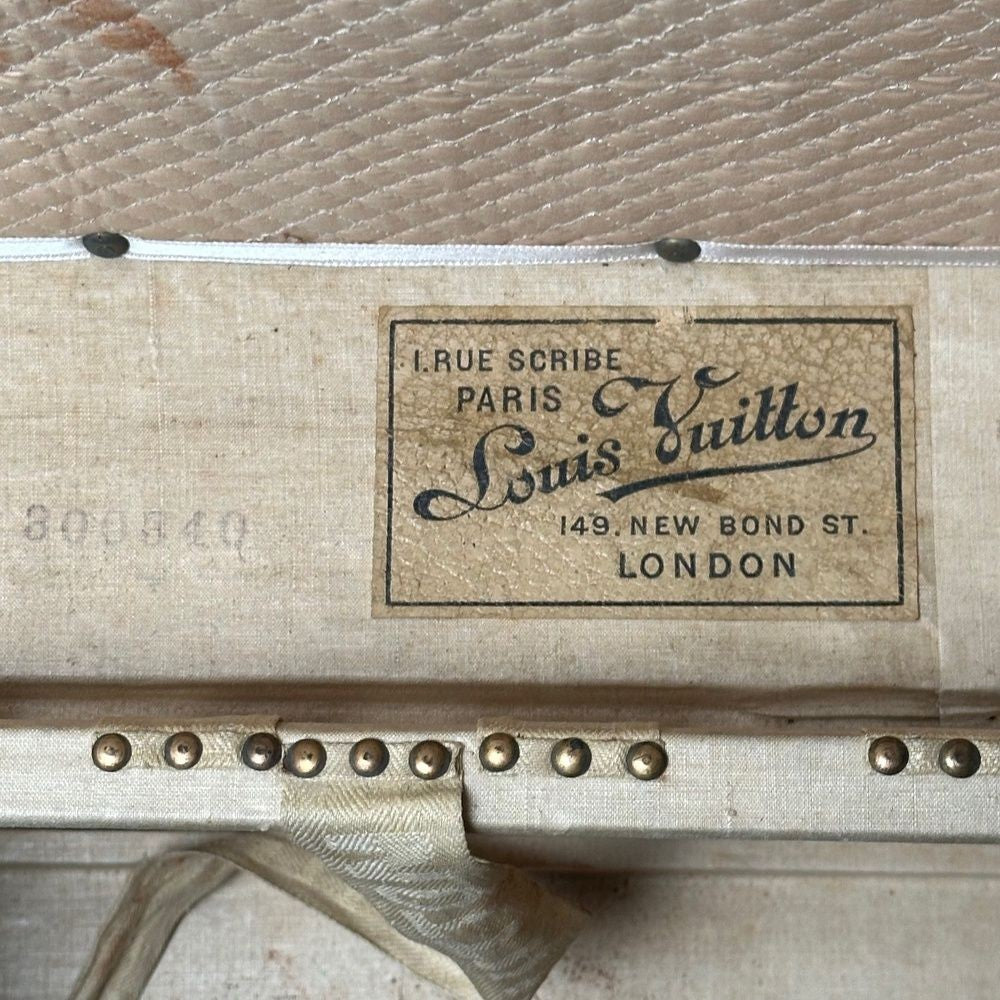 1. RUE SCRIBE
PARIS
Louis Vuitton
149. NEW BOND ST.
LONDON